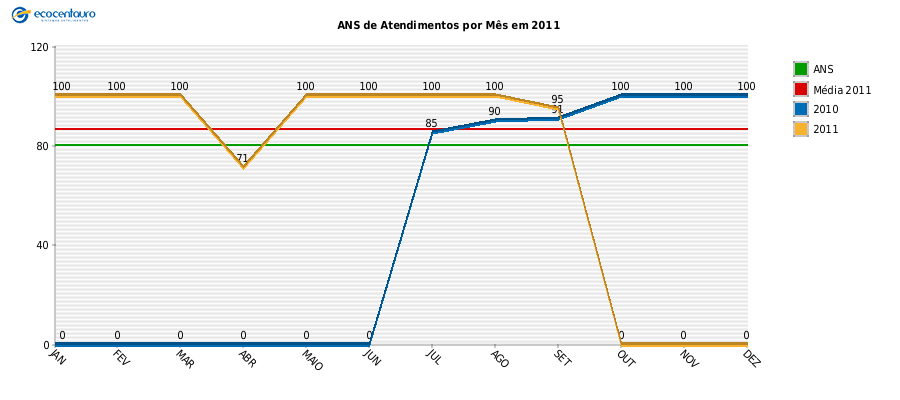 ecocentauro
ANS de Atendimentos por Mês em 2011
120
80
40
0
100 100 100 100 100 100 95 100 100 100
91
90
85
71
0 0 0 0 0 0 0 0 0
JAN FEV MAR ABR MAIO JUN JUL AGO SET OUT NOV DEZ
ANS
Média 2011
2010
2011